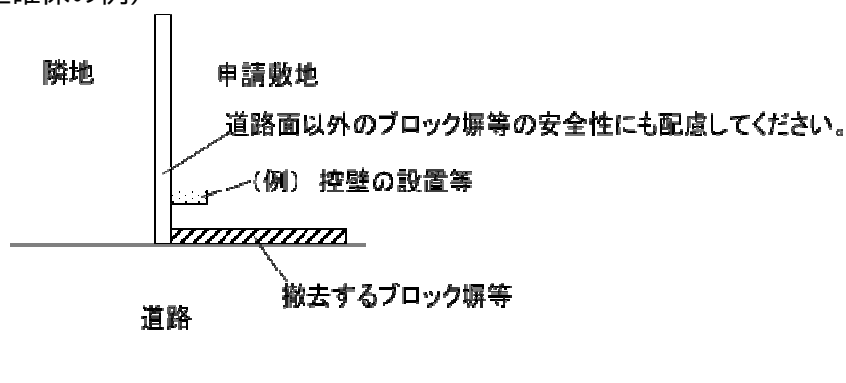 隣地
申請敷地
道路面以外のブロック塀等の安全性にも配慮してください。
(例) 控壁の設置等
撤去するブロック塀等
道路